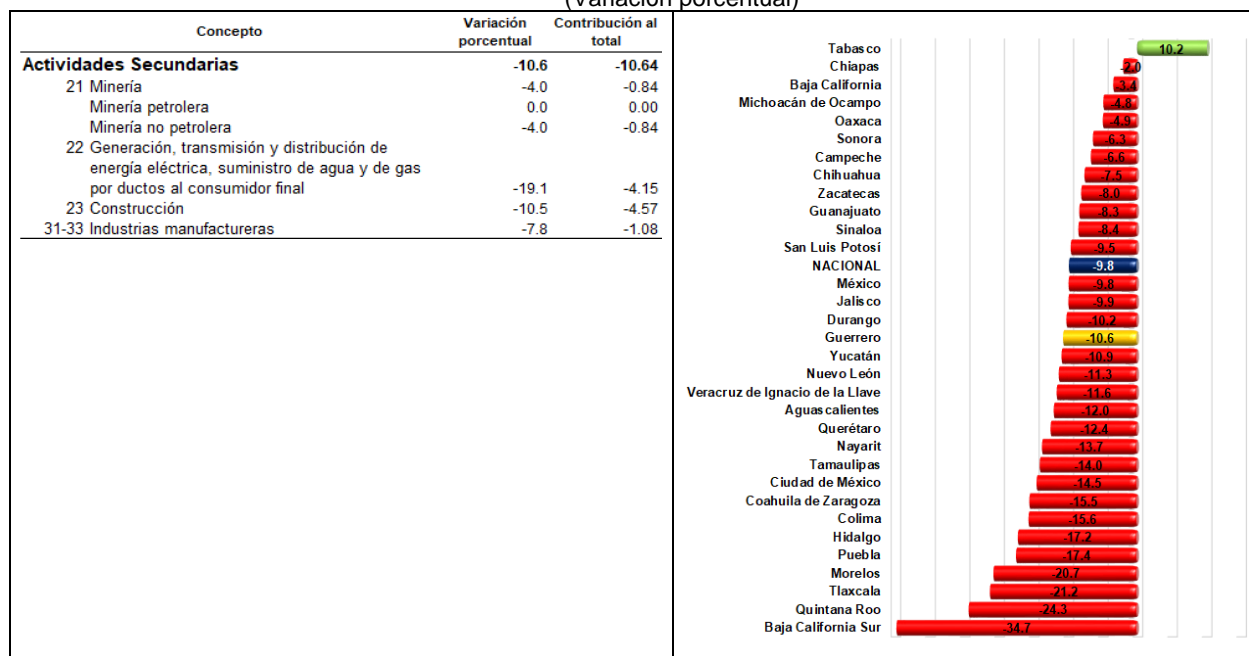 (Variación porcentual)
Concepto Variación porcentual Contribución al total
Actividades Secundarias -10.6 -10.64
21 Minería -4.0 -0.84
Minería petrolera 0.0 0.00
Minería no petrolera -4.0 -0.84
22 Generación, transmisión y distribución de
energía eléctrica, suministro de agua y de gas
por ductos al consumidor final -19.1 -4.15
23 Construcción -10.5 -4.57
31-33 Industrias manufactureras -7.8 -1.08
Tabasco 10.2
Chiapas -2.0
Baja California -3.4
Michoacán de Ocampo -4.8
Oaxaca -4.9
Sonora -6.3
Campeche -6.6
Chihuahua -7.5
Zacatecas -8.0
Guanajuato -8.3
Sinaloa -8.4
San Luis Potosí -9.5
NACIONAL -9.8
México -9.8
Jalisco -9.9
Durango -10.2
Guerrero -10.6
Yucatán -10.9
Nuevo León -11.3
Veracruz de Ignacio de la Llave -11.6
Aguascalientes -12.0
Querétaro -12.4
Nayarit -13.7
Tamaulipas -14.0
Ciudad de México -14.5
Coahuila de Zaragoza -15.5
Colima -15.6
Hidalgo -17.2
Puebla -17.4
Morelos -20.7
Tlaxcala -21.2
Quintana Roo -24.3
Baja California Sur -34.7